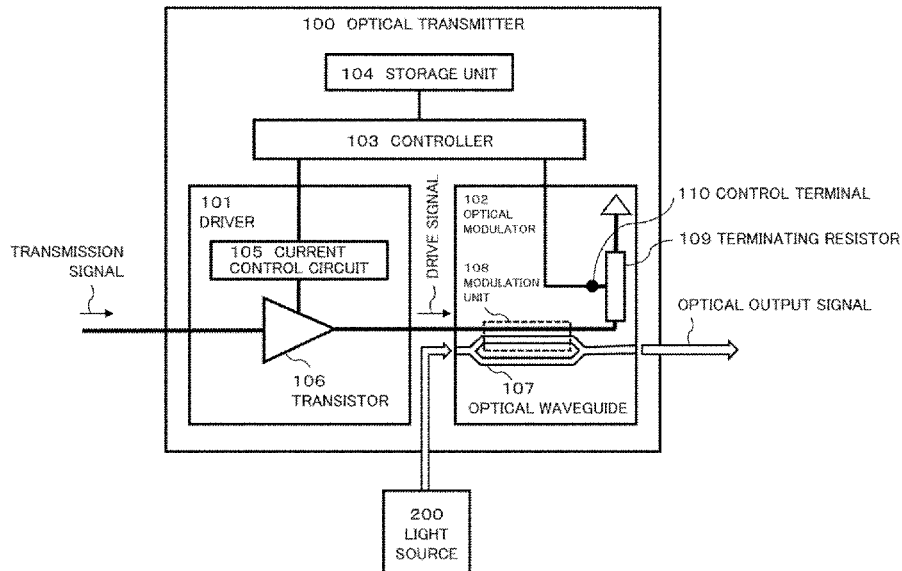 100 OPTICAL TRANSMITTER
104 STORAGE UNIT
103 CONTROLLER
101
DRIVER
105 CURRENT
CONTROL CIRCUIT
106
TRANSISTOR
TRANSMISSION
SIGNAL
DRIVE SIGNAL
102
OPTICAL
MODULATOR
108
MODULATION
UNIT
107
OPTICAL WAVEGUIDE
110 CONTROL TERMINAL
109 TERMINATING RESISTOR
OPTICAL OUTPUT SIGNAL
200
LIGHT
SOURCE